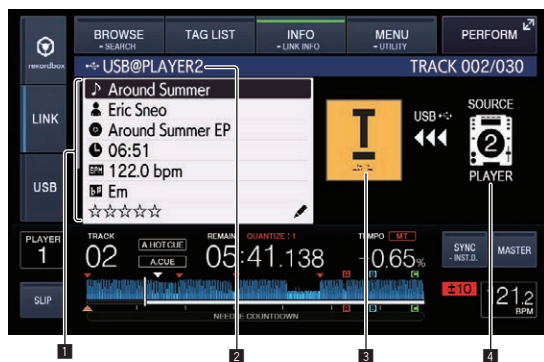 BROWSE
- SEARCH
TAG LIST
INFO
- LINK INFO
MENU
- UTILITY
PERFORM
rekordbox
USB@PLAYER2
TRACK 002/030
LINK
Around Summer
Eric Sneo
Around Summer EP
06:51
BPM 122.0 bpm
Em
☆☆☆☆☆
USB
SOURCE
2
PLAYER
USB
PLAYER
1
TRACK
02
A.HOT CUE
A.CUE
REMAIN
QUANTIZE : 1
05:41.138
TEMPO
MT
-0.65%
SYNC
- INST.D.
MASTER
SLIP
A
B
C
A
B
C
NEEDLE COUNTDOWN
±10
121.2
BPM
1
2
3
4